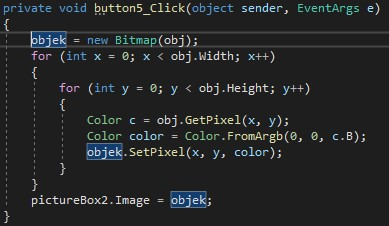 private void button5_Click(object sender, EventArgs e)
{
objek = new Bitmap(obj);
for (int x = 0; x < obj.Width; x++)
{
for (int y = 0; y < obj.Height; y++)
{
Color c = obj.GetPixel(x, y);
Color color = Color.FromArgb(0, 0, c.B);
objek.SetPixel(x, y, color);
}
}
pictureBox2.Image = objek;
}